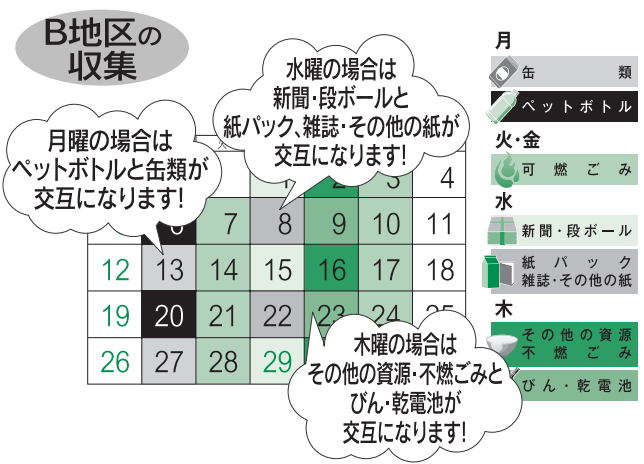 B地区の
収集
水曜の場合は
新聞・段ボールと
紙パック、雑誌・その他の紙が
交互になります!
月曜の場合は
ペットボトルと缶類が
交互になります!
1 2 3 4
6 7 8 9 10 11
12 13 14 15 16 17 18
19 20 21 22 23 24 25
26 27 28 29
木曜の場合は
その他の資源・不燃ごみと
びん・乾電池が
交互になります!
月
缶類
ペットボトル
火・金
可燃ごみ
水
新聞・段ボール
紙パック
雑誌・その他の紙
木
その他の資源
不燃ごみ
びん・乾電池